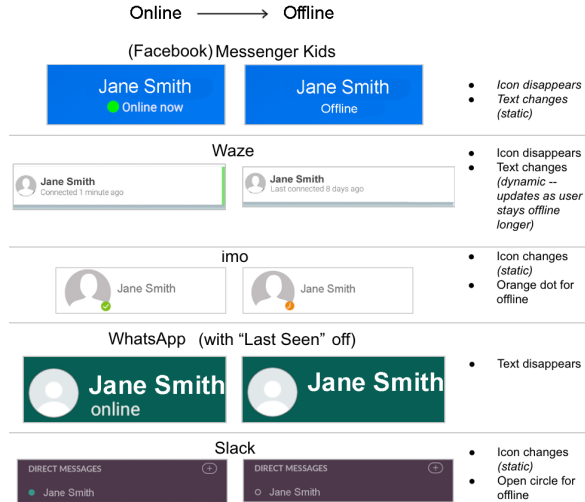 Online → Offline
(Facebook) Messenger Kids
Jane Smith
Online now
Jane Smith
Offline
• Icon disappears
• Text changes
(static)
Waze
Jane Smith
Connected 1 minute ago
Jane Smith
Last connected 8 days ago
• Icon disappears
• Text changes
(dynamic --
updates as user
stays offline
longer)
imo
Jane Smith
Jane Smith
• Icon changes
(static)
• Orange dot for
offline
WhatsApp (with “Last Seen” off)
Jane Smith
online
Jane Smith
• Text disappears
Slack
DIRECT MESSAGES
Jane Smith
DIRECT MESSAGES
Jane Smith
• Icon changes
(static)
• Open circle for
offline